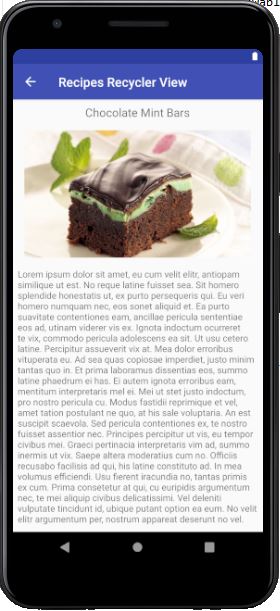 Recipes Recycler View
Chocolate Mint Bars
Lorem ipsum dolor sit amet, eu cum velit elitr, antiopam
similique ut est. No reque latine fuisset sea. Sit homero
splendide honestatis ut, ex purto persequeris qui. Eu veri
homero numquam nec, eos sonet aliquid et. Ea purto
suavitate contentiones eam, ancillae pericula sententiae
eos ad, utinam viderer vis ex. Ignota indoctum ocurreret
te vix, commodo pericula adolescens ea sit. Ut usu cetero
latine. Percipitur assueverit vix at. Mea dolor erroribus
vituperata eu. Ad sea quas copiosae imperdiet, justo minim
tantas quo in. Et prima laboramus dissentias eos, summo
latine phaedrum ei has. Ei autem ignota erroribus eam,
mentitum interpretaris mel ei. Mei ut stet justo indoctum,
pro nostro pericula cu. Modus fastidii reprimique et vel,
amet tation postulant ne quo, at his sale voluptaria. An est
suscipit scaevola. Sed pericula contentiones ex, te nostro
fuisset assentior nec. Principes percipitur ut vis, eu tempor
civibus mei. Graeci pertinacia interpretaris vim ad, summo
inermis ut vix. Saepe altera moderatius cum no. Officiis
recusabo facilisis ad qui, his latine constituto ad. In mea
volumus efficiendi. Usu fierent iracundia no, tantas primis
ex cum. Prima consetetur at qui, cu euripidis argumentum
nec, te mei aliquip civibus delicatissimi. Vel deleniti
vulputate tincidunt id, ubique putant option ea eum. No velit
elitr argumentum per, nostrum appareat deserunt no vel.